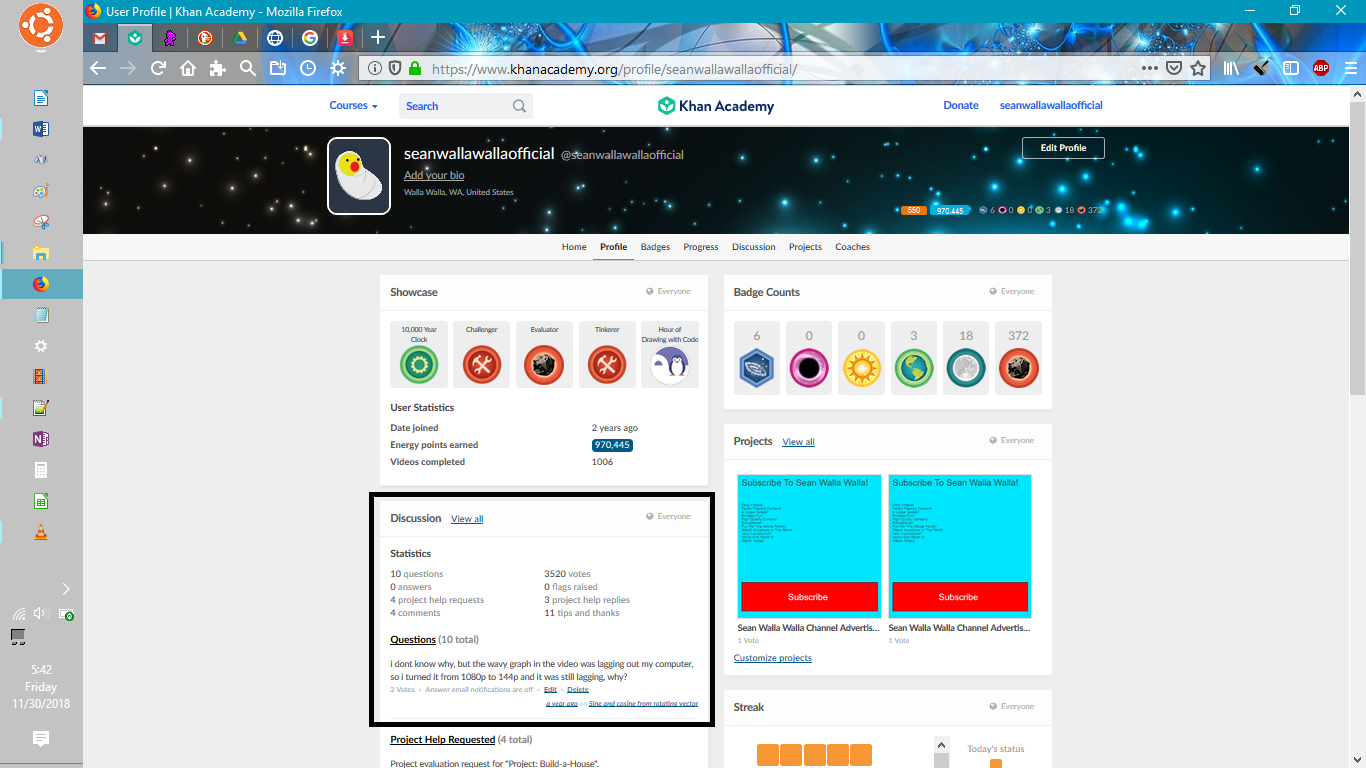 User Profile | Khan Academy - Mozilla Firefox
https://www.khanacademy.org/profile/seanwallawallaofficial/
ABP
Courses
Search
Khan Academy
Donate
seanwallawallaofficial
seanwallawallaofficial @seanwallawallaofficial
Add your bio
Walla Walla, WA, United States
Edit Profile
550 970,445 6 0 0 3 18 372
Home Profile Badges Progress Discussion Projects Coaches
Showcase Everyone
10,000 Year Clock
Challenger
Evaluator
Tinkerer
Hour of Drawing with Code
User Statistics
Date joined 2 years ago
Energy points earned 970,445
Videos completed 1006
Badge Counts Everyone
6 0 0 3 18 372
Discussion View all Everyone
Statistics
10 questions 3520 votes
0 answers 0 flags raised
4 project help requests 3 project help replies
4 comments 11 tips and thanks
Questions (10 total)
i dont know why, but the wavy graph in the video was lagging out my computer,
so i turned it from 1080p to 144p and it was still lagging, why?
2 Votes • Answer email notifications are off • Edit • Delete
a year ago on Sine and cosine from rotating vector
Project Help Requested (4 total)
Project evaluation request for "Project: Build-a-House".
Projects View all Everyone
Subscribe To Sean Walla Walla!
Subscribe
Subscribe To Sean Walla Walla!
Subscribe
Sean Walla Walla Channel Advertis...
1 Vote
Sean Walla Walla Channel Advertis...
1 Vote
Customize projects
Streak Everyone
Today's status
5:42
Friday
11/30/2018